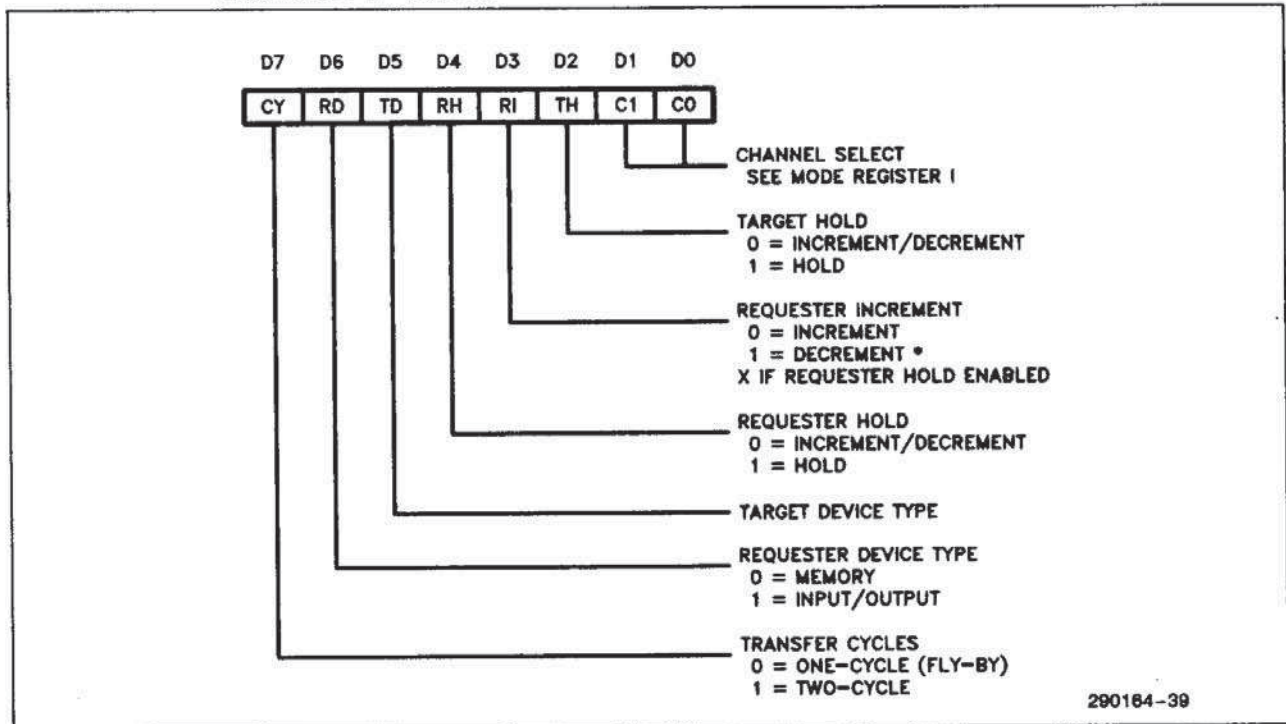 D7 D6 D5 D4 D3 D2 D1 D0
CY RD TD RH RI TH C1 C0
CHANNEL SELECT
SEE MODE REGISTER I
TARGET HOLD
0 = INCREMENT/DECREMENT
1 = HOLD
REQUESTER INCREMENT
0 = INCREMENT
1 = DECREMENT *
X IF REQUESTER HOLD ENABLED
REQUESTER HOLD
0 = INCREMENT/DECREMENT
1 = HOLD
TARGET DEVICE TYPE
REQUESTER DEVICE TYPE
0 = MEMORY
1 = INPUT/OUTPUT
TRANSFER CYCLES
0 = ONE-CYCLE (FLY-BY)
1 = TWO-CYCLE
290164-39